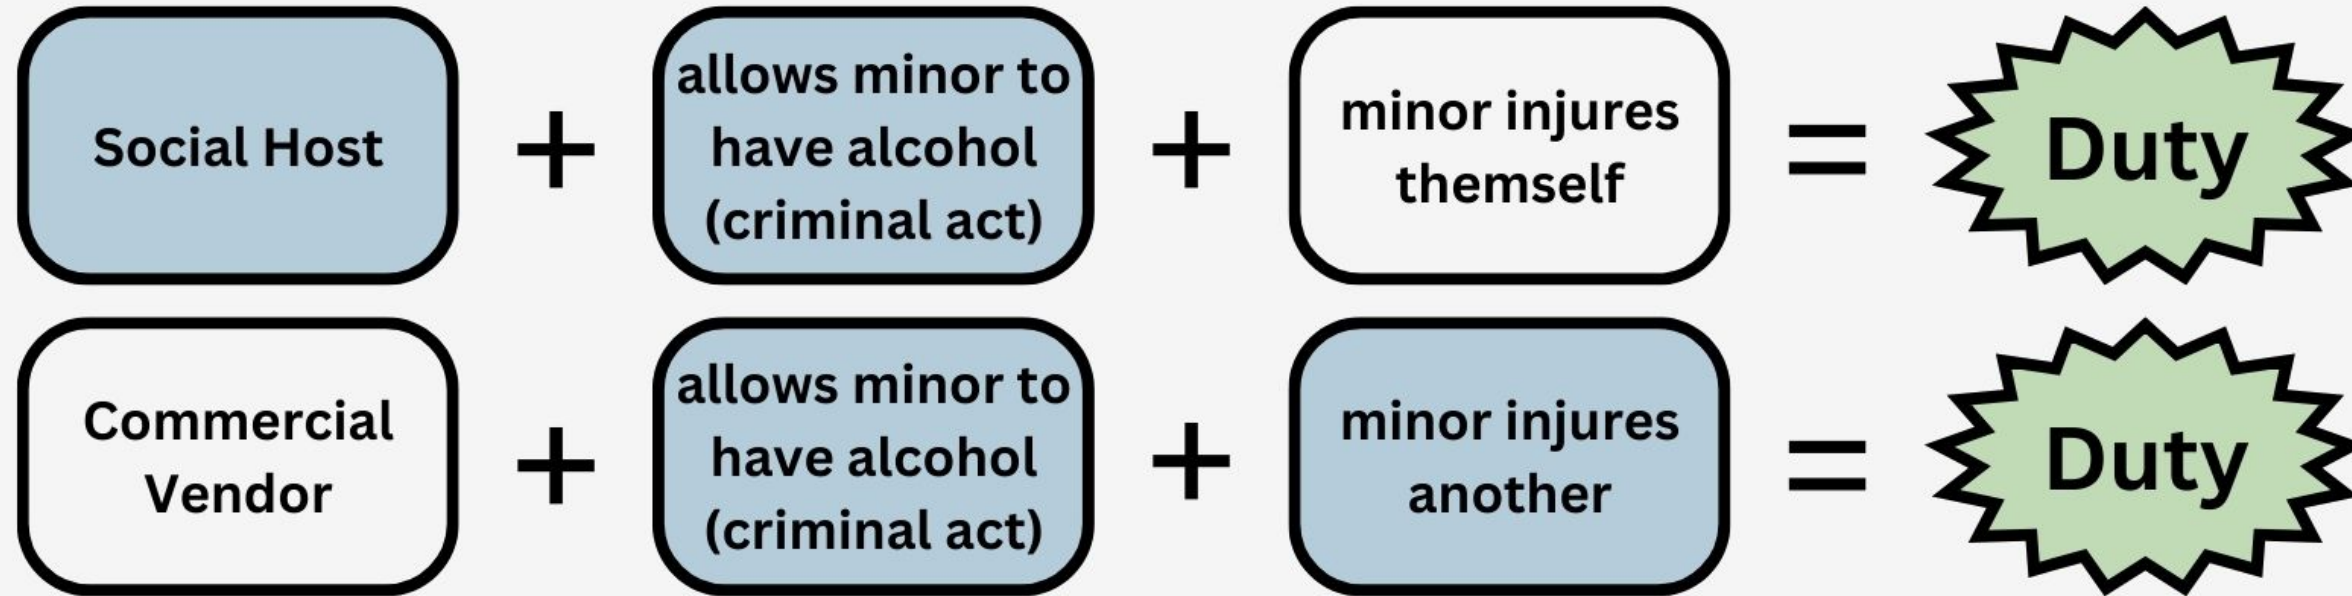 Social Host
+
allows minor to
have alcohol
(criminal act)
+
minor injures
themself
=
Duty
Commercial
Vendor
+
allows minor to
have alcohol
(criminal act)
+
minor injures
another
=
Duty